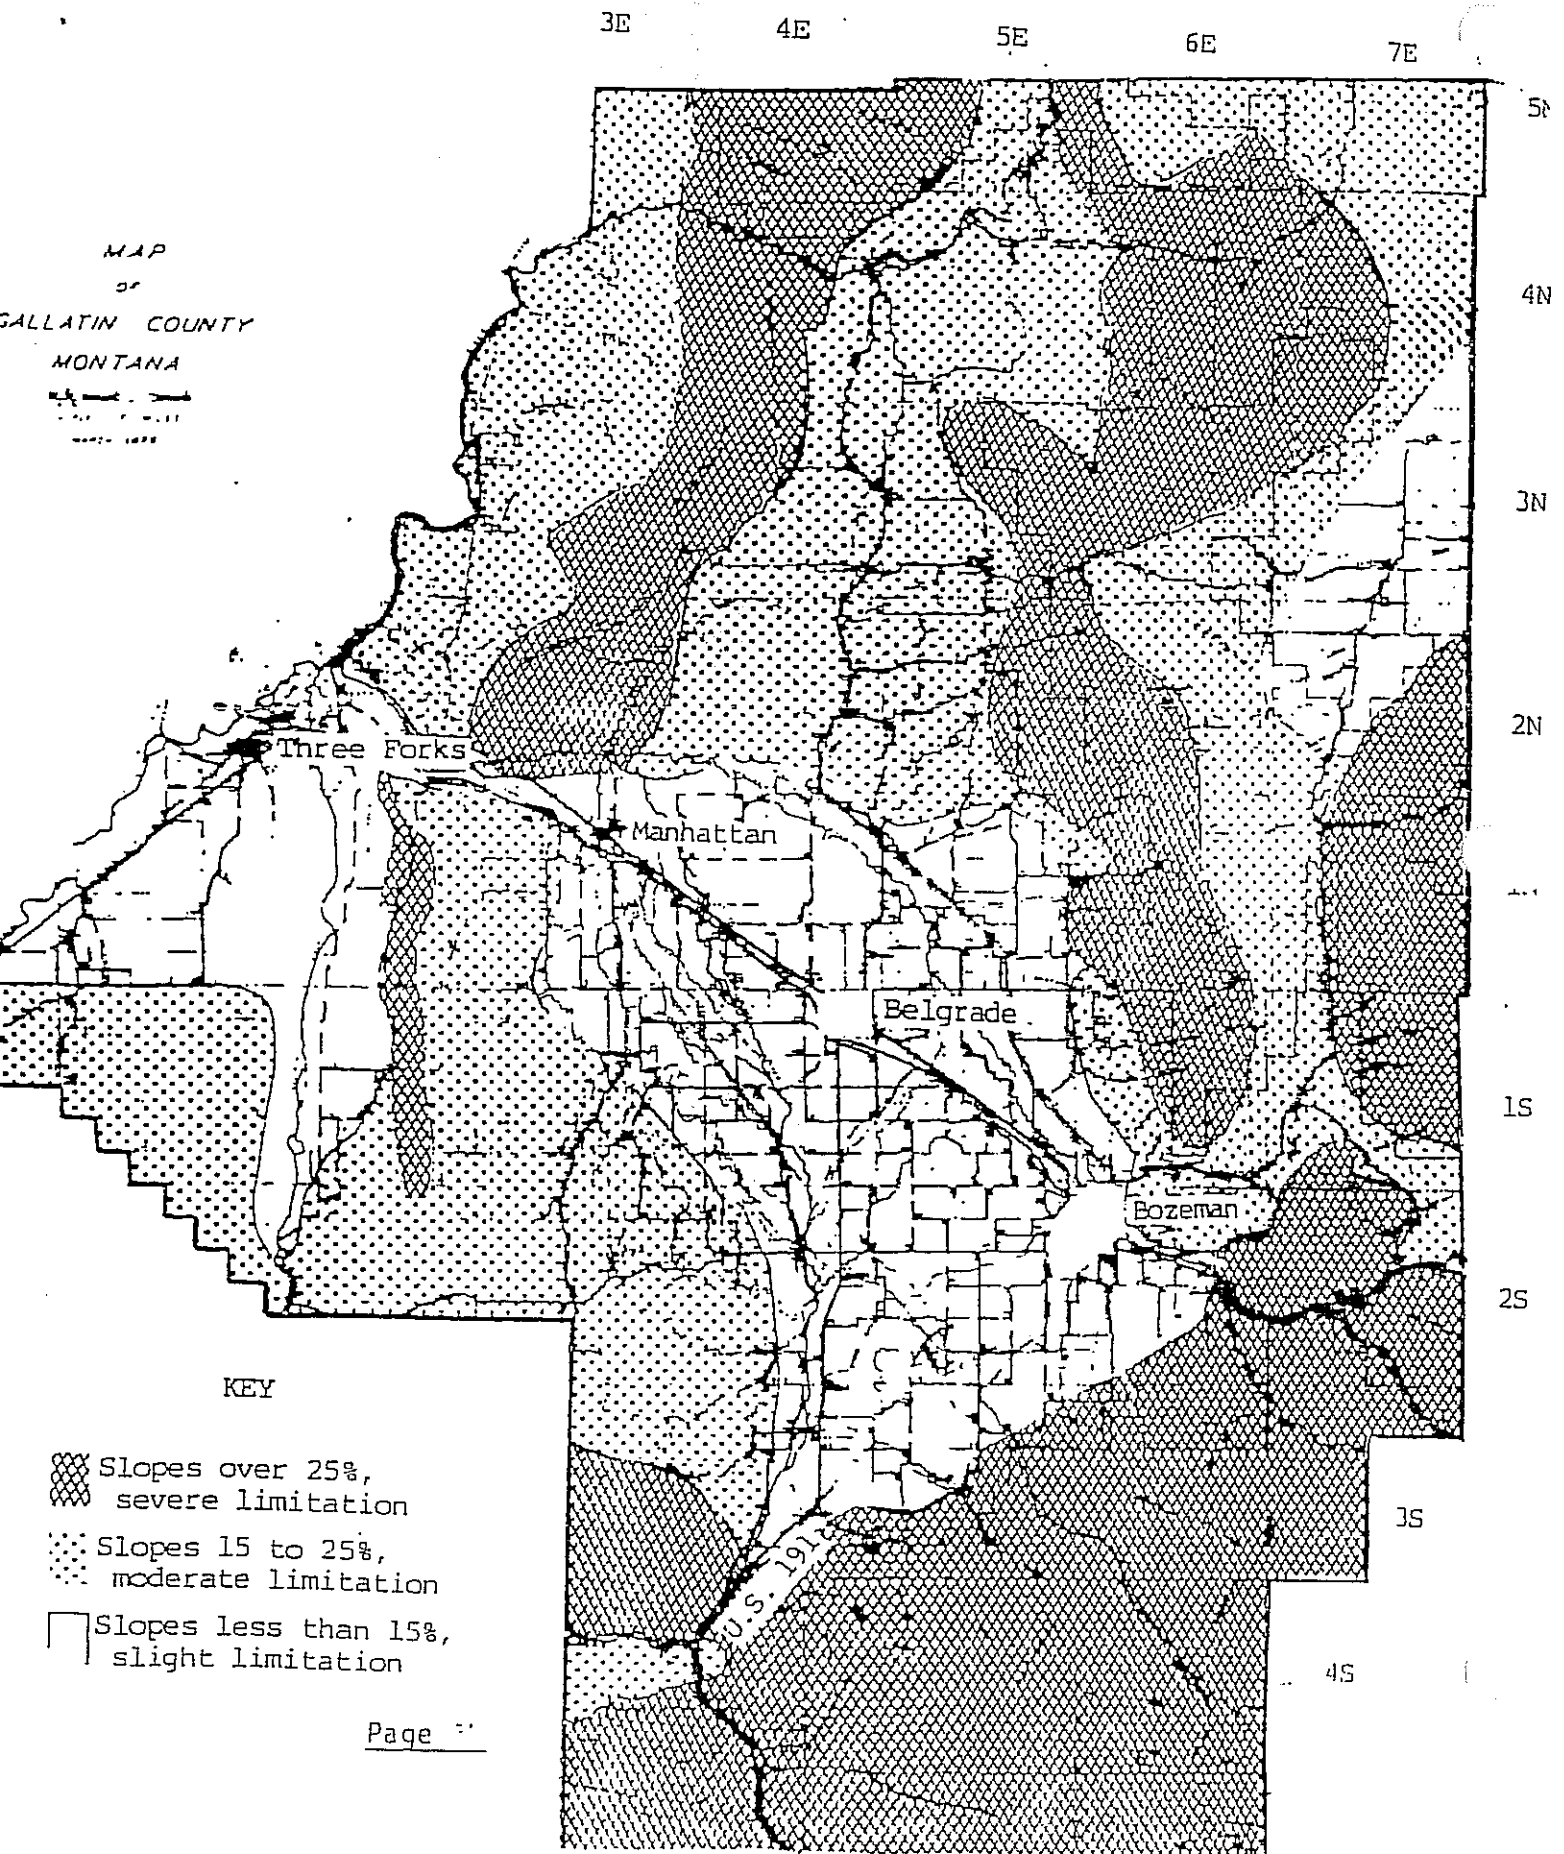 3E 4E 5E 6E 7E
5N
MAP
OF
GALLATIN COUNTY
MONTANA
4N
3N
2N
Three Forks
Manhattan
Belgrade
1S
Bozeman
2S
KEY
Slopes over 25%,
severe limitation
3S
U.S. 191
Slopes 15 to 25%,
moderate limitation
Slopes less than 15%,
slight limitation
4S
Page